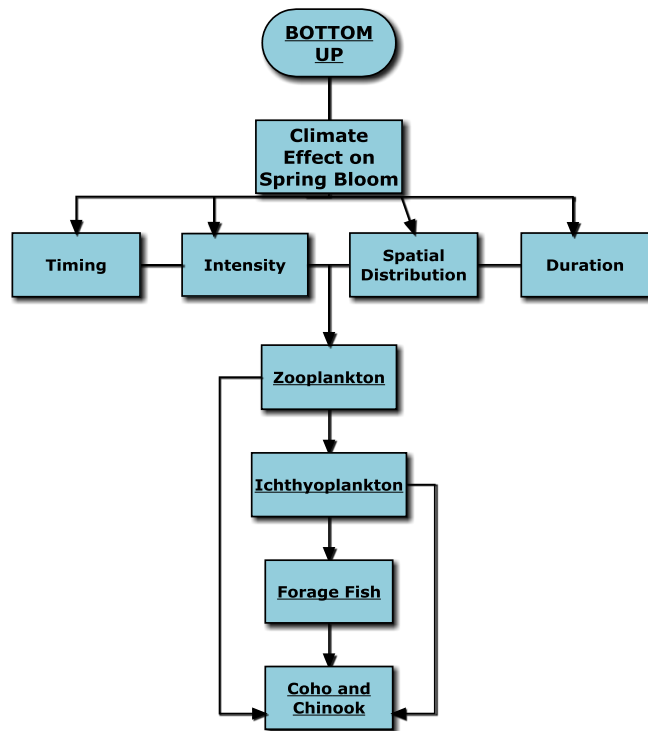 BOTTOM
UP
Climate
Effect on
Spring Bloom
Timing
Intensity
Spatial
Distribution
Duration
Zooplankton
Ichthyoplankton
Forage Fish
Coho and
Chinook